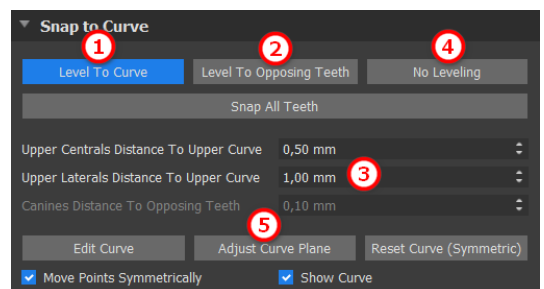 Snap to Curve
1
2
4
Level To Curve
Level To Opposing Teeth
No Leveling
Snap All Teeth
Upper Centrals Distance To Upper Curve 0,50 mm
Upper Laterals Distance To Upper Curve 1,00 mm
3
Canines Distance To Opposing Teeth 0,10 mm
5
Edit Curve
Adjust Curve Plane
Reset Curve (Symmetric)
Move Points Symmetrically
Show Curve